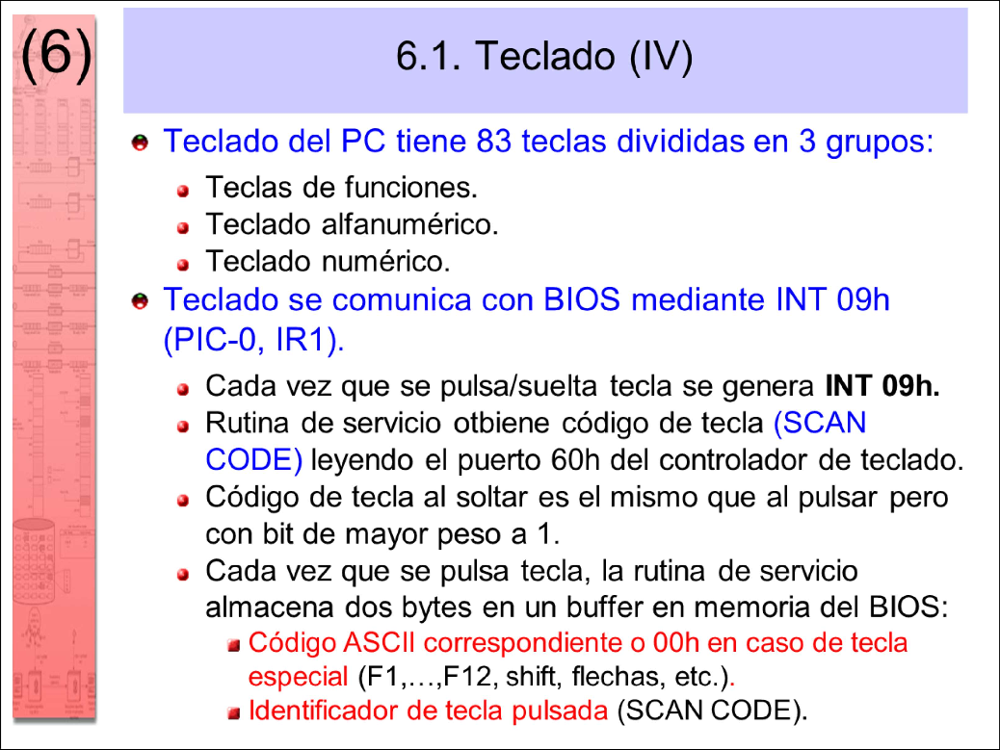 (6)
6.1. Teclado (IV)
Teclado del PC tiene 83 teclas divididas en 3 grupos:
Teclas de funciones.
Teclado alfanumérico.
Teclado numérico.
Teclado se comunica con BIOS mediante INT 09h
(PIC-0, IR1).
Cada vez que se pulsa/suelta tecla se genera INT 09h.
Rutina de servicio otbiene código de tecla (SCAN
CODE) leyendo el puerto 60h del controlador de teclado.
Código de tecla al soltar es el mismo que al pulsar pero
con bit de mayor peso a 1.
Cada vez que se pulsa tecla, la rutina de servicio
almacena dos bytes en un buffer en memoria del BIOS:
Código ASCII correspondiente o 00h en caso de tecla
especial (F1,…,F12, shift, flechas, etc.).
Identificador de tecla pulsada (SCAN CODE).